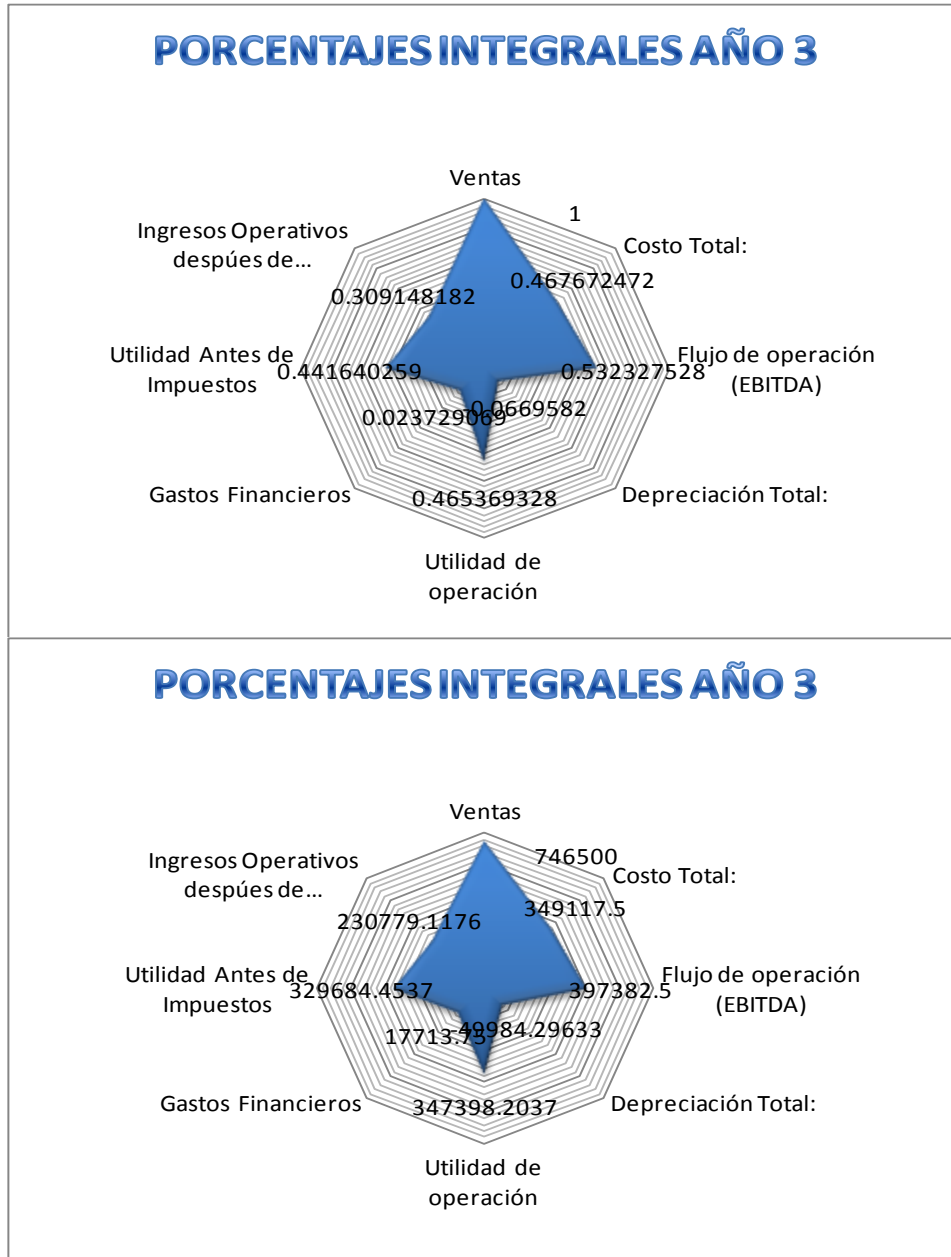 PORCENTAJES INTEGRALES AÑO 3
Ventas
1
Ingresos Operativos
despúes de...
Costo Total:
0.467672472
0.309148182
Utilidad Antes de
Impuestos
0.441640259
0.532327528
Flujo de operación
(EBITDA)
0.0669582
0.023729069
Gastos Financieros
0.465369328
Depreciación Total:
Utilidad de
operación
PORCENTAJES INTEGRALES AÑO 3
Ventas
746500
Ingresos Operativos
despúes de...
Costo Total:
349117.5
230779.1176
Utilidad Antes de
Impuestos
329684.4537
397382.5
Flujo de operación
(EBITDA)
49984.29633
17713.75
Gastos Financieros
347398.2037
Depreciación Total:
Utilidad de
operación